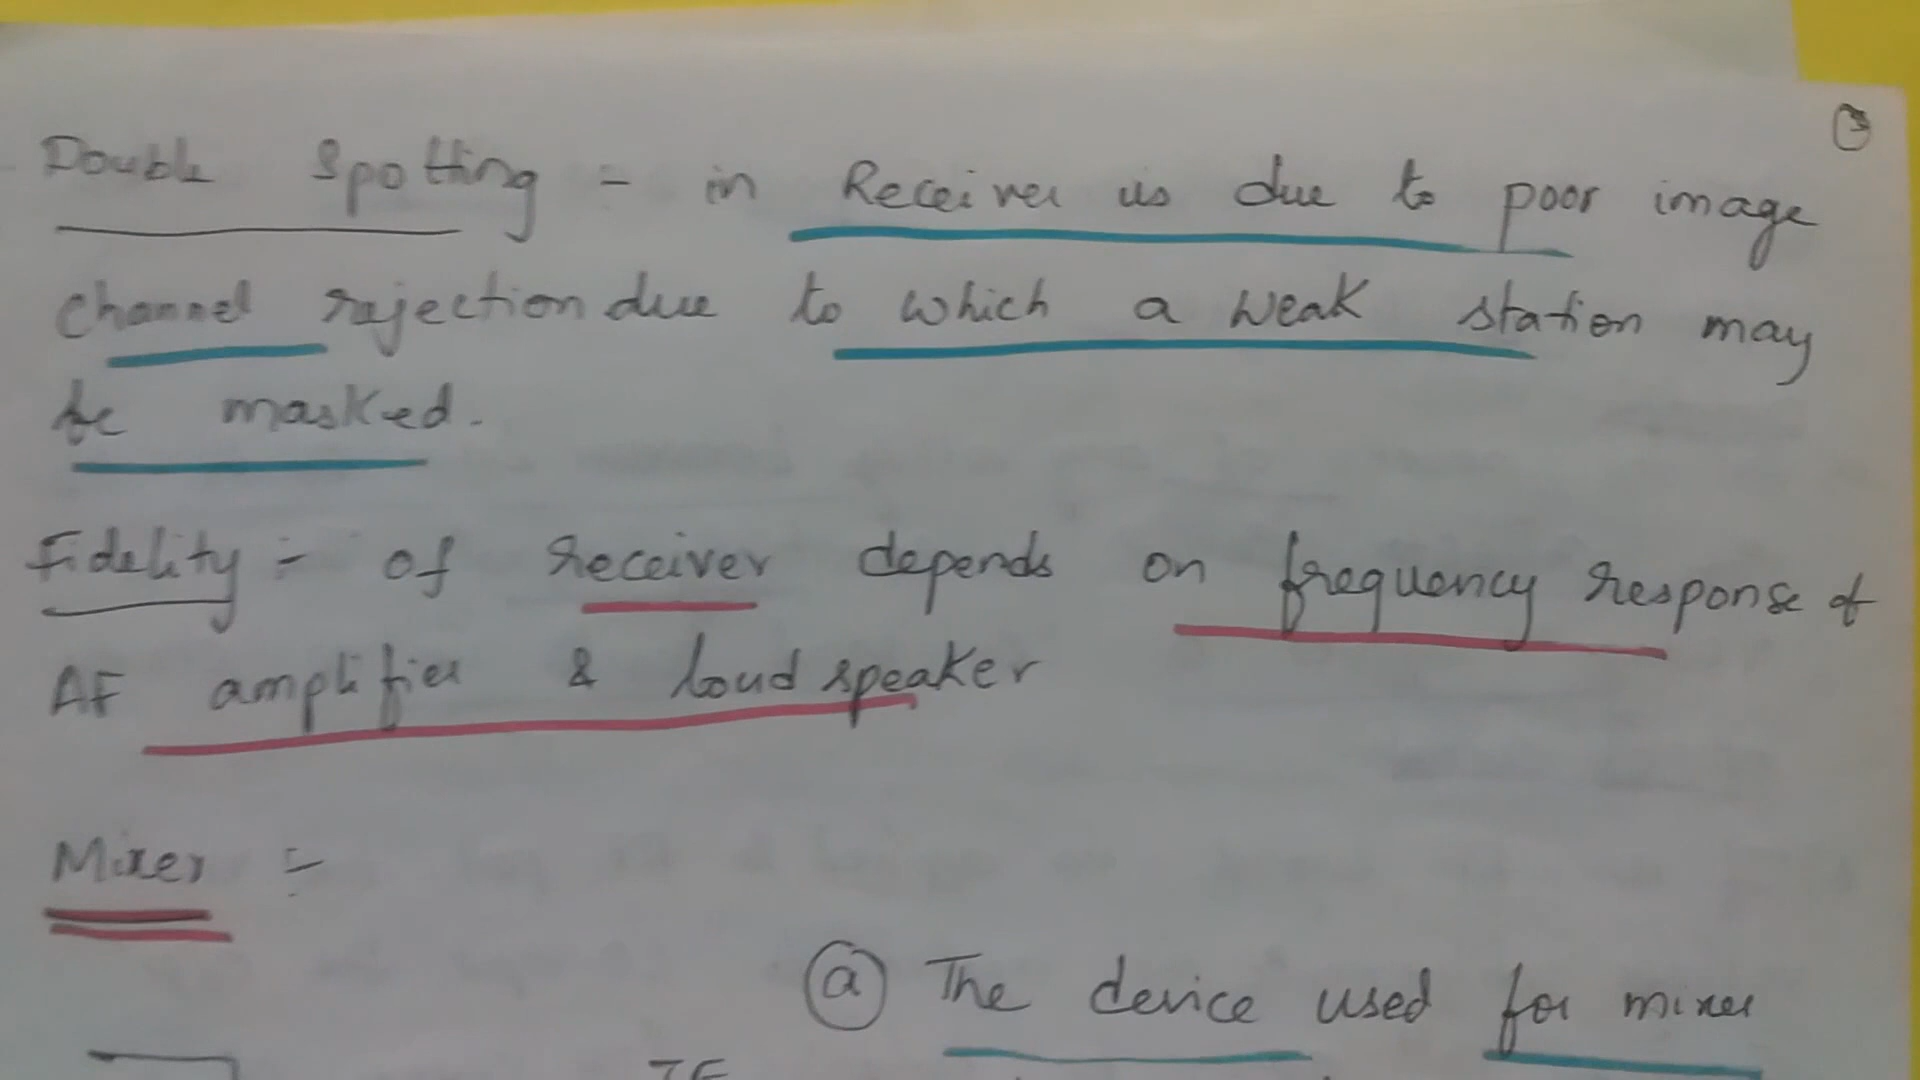 Double Spotting :- in Receiver is due to poor image
channel rejection due to which a weak station may
be masked.
Fidelity :- of receiver depends on frequency response of
AF amplifier & loud speaker
Mixer :-
(a) The device used for mixer
IF